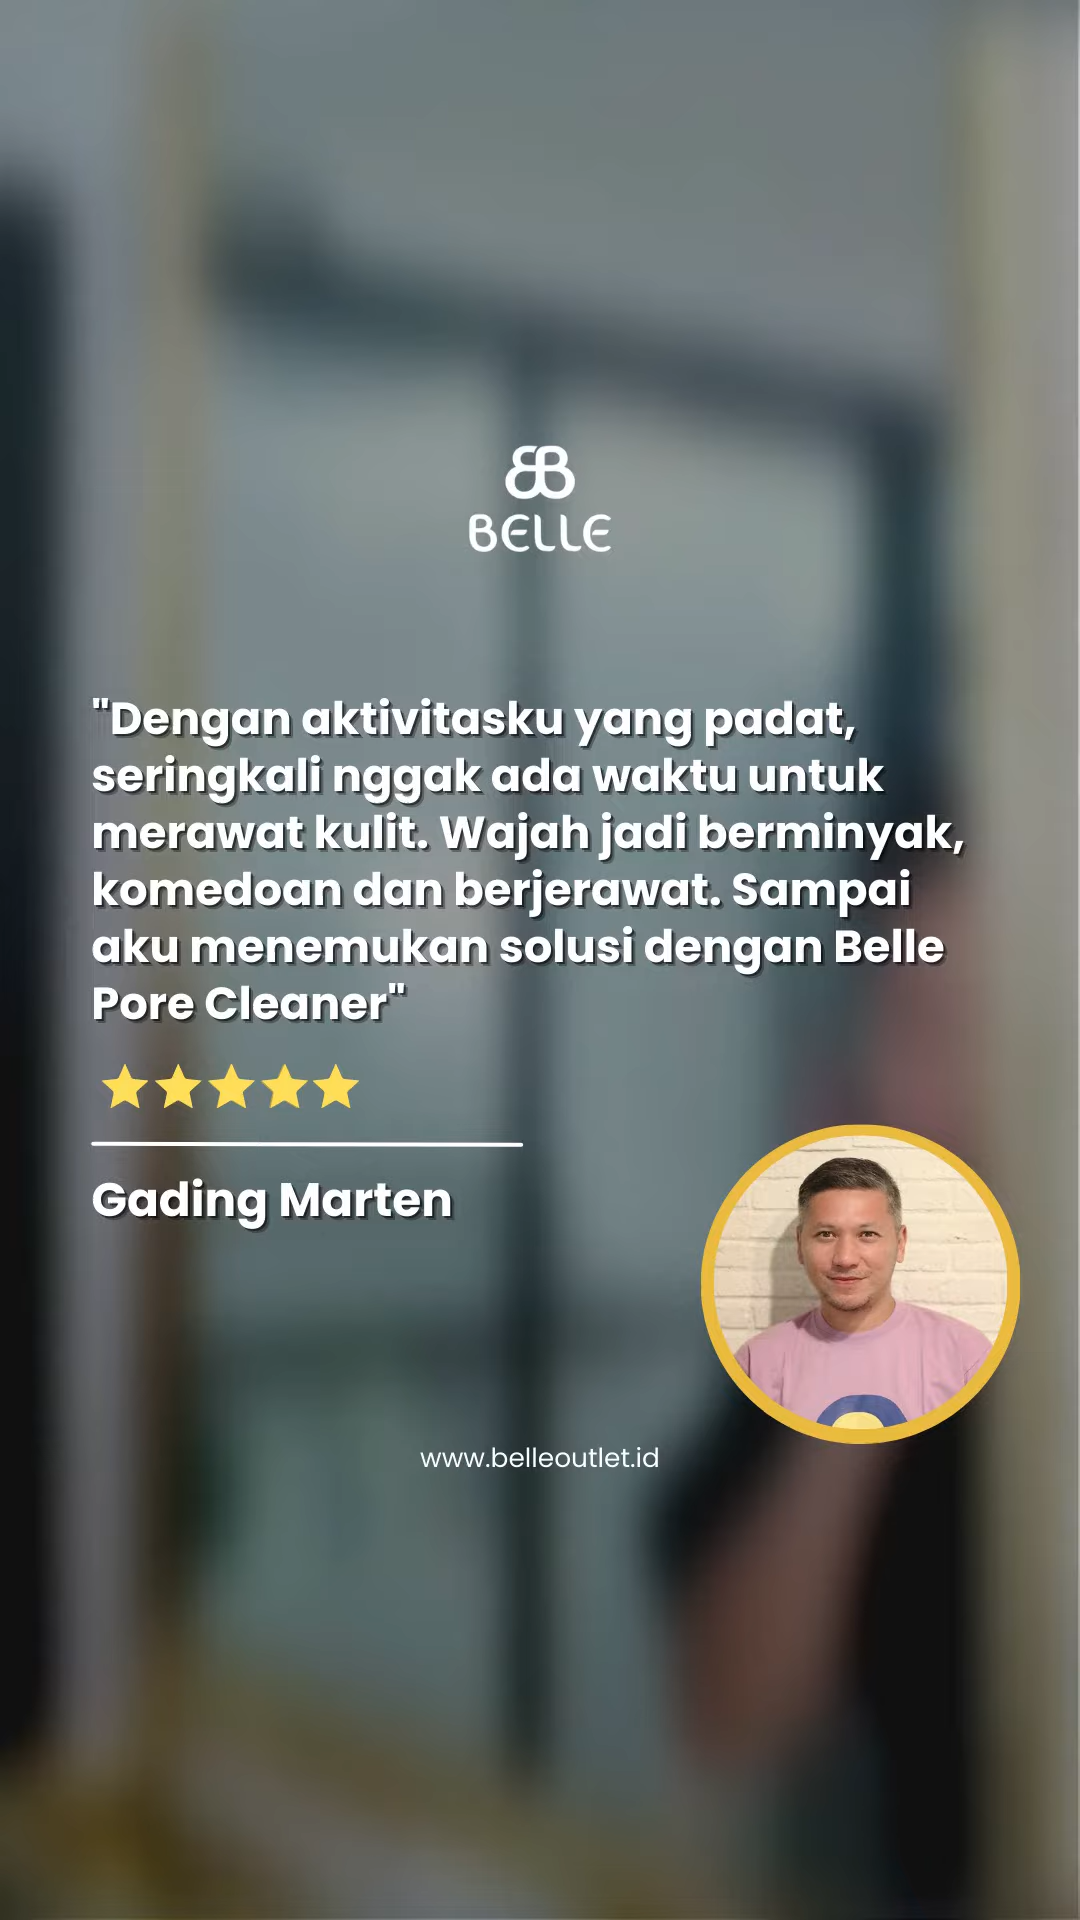 BELLE
"Dengan aktivitasku yang padat,
seringkali nggak ada waktu untuk
merawat kulit. Wajah jadi berminyak,
komedoan dan berjerawat. Sampai
aku menemukan solusi dengan Belle
Pore Cleaner"
Gading Marten
www.belleoutlet.id